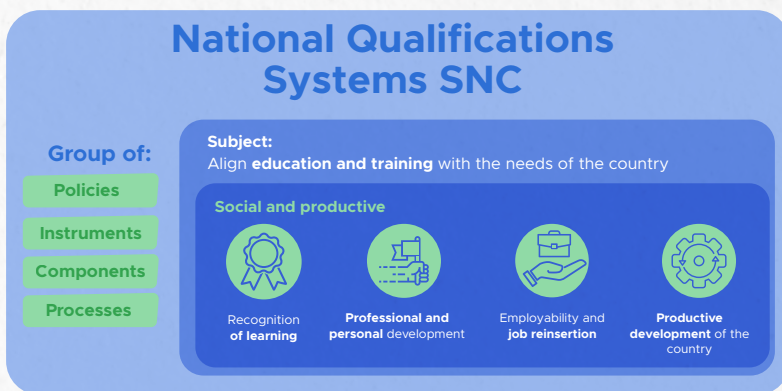 National Qualifications
Systems SNC
Group of:
Policies
Instruments
Components
Processes
Subject:
Align education and training with the needs of the country
Social and productive
Recognition
of learning
Professional and
personal development
Employability and
job reinsertion
Productive
development of the
country